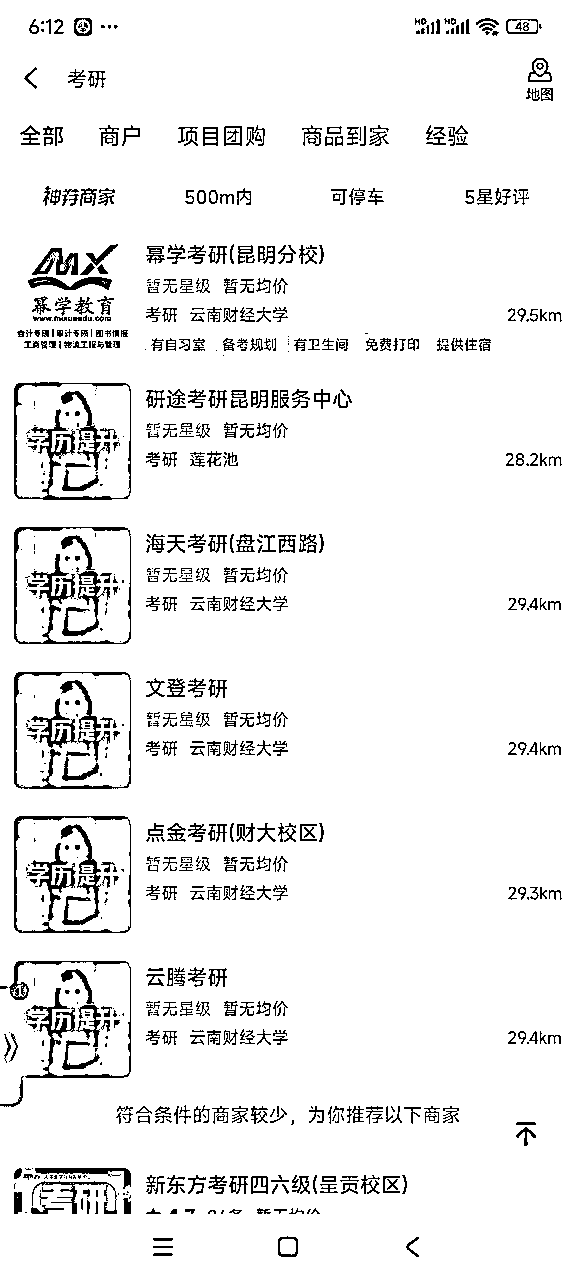 6:12
48
考研
地图
全部 商户 项目团购 商品到家 经验
神券商家 500m内 可停车 5星好评
MX
幂学教育
幂学考研(昆明分校)
暂无星级 暂无均价
考研 云南财经大学 29.5km
会计专硕 | 审计专硕 | 图书情报
工商管理 | 物流工程与管理
有自习室 备考规划 有卫生间 免费打印 提供住宿
学历提升
研途考研昆明服务中心
暂无星级 暂无均价
考研 莲花池 28.2km
学历提升
海天考研(盘江西路)
暂无星级 暂无均价
考研 云南财经大学 29.4km
学历提升
文登考研
暂无星级 暂无均价
考研 云南财经大学 29.4km
学历提升
点金考研(财大校区)
暂无星级 暂无均价
考研 云南财经大学 29.3km
学历提升
云腾考研
暂无星级 暂无均价
考研 云南财经大学 29.4km
符合条件的商家较少，为你推荐以下商家
考研
新东方考研四六级(呈贡校区)